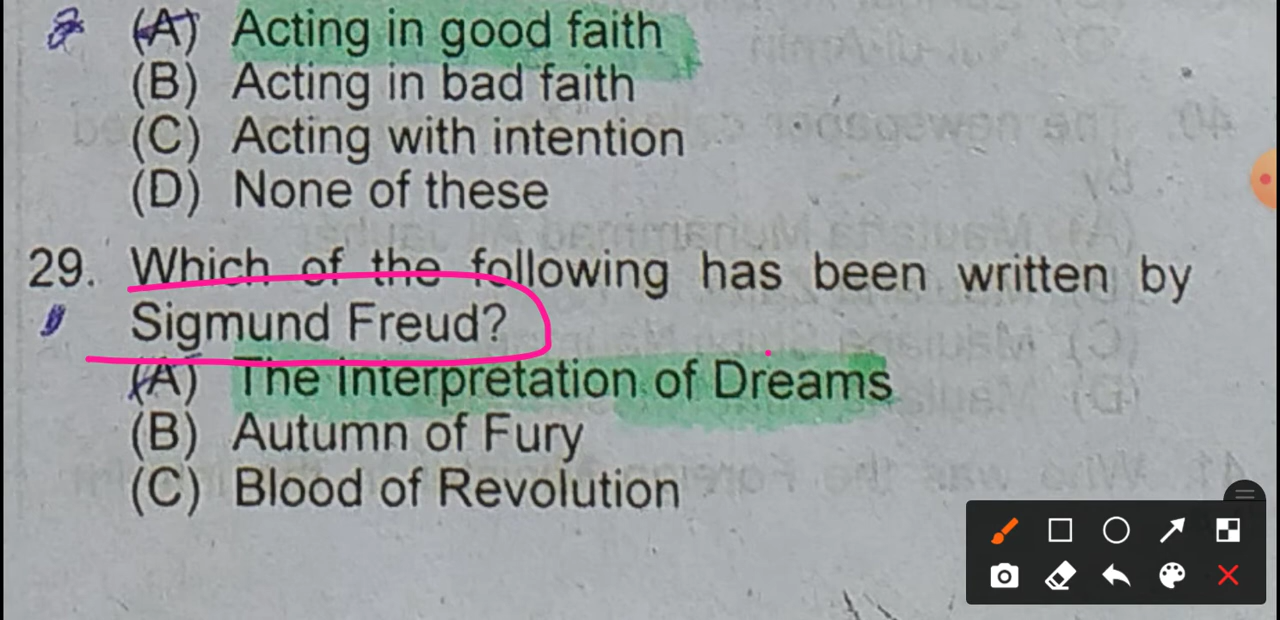 (A) Acting in good faith
(B) Acting in bad faith
(C) Acting with intention
(D) None of these
29. Which of the following has been written by
Sigmund Freud?
(A) The Interpretation of Dreams
(B) Autumn of Fury
(C) Blood of Revolution